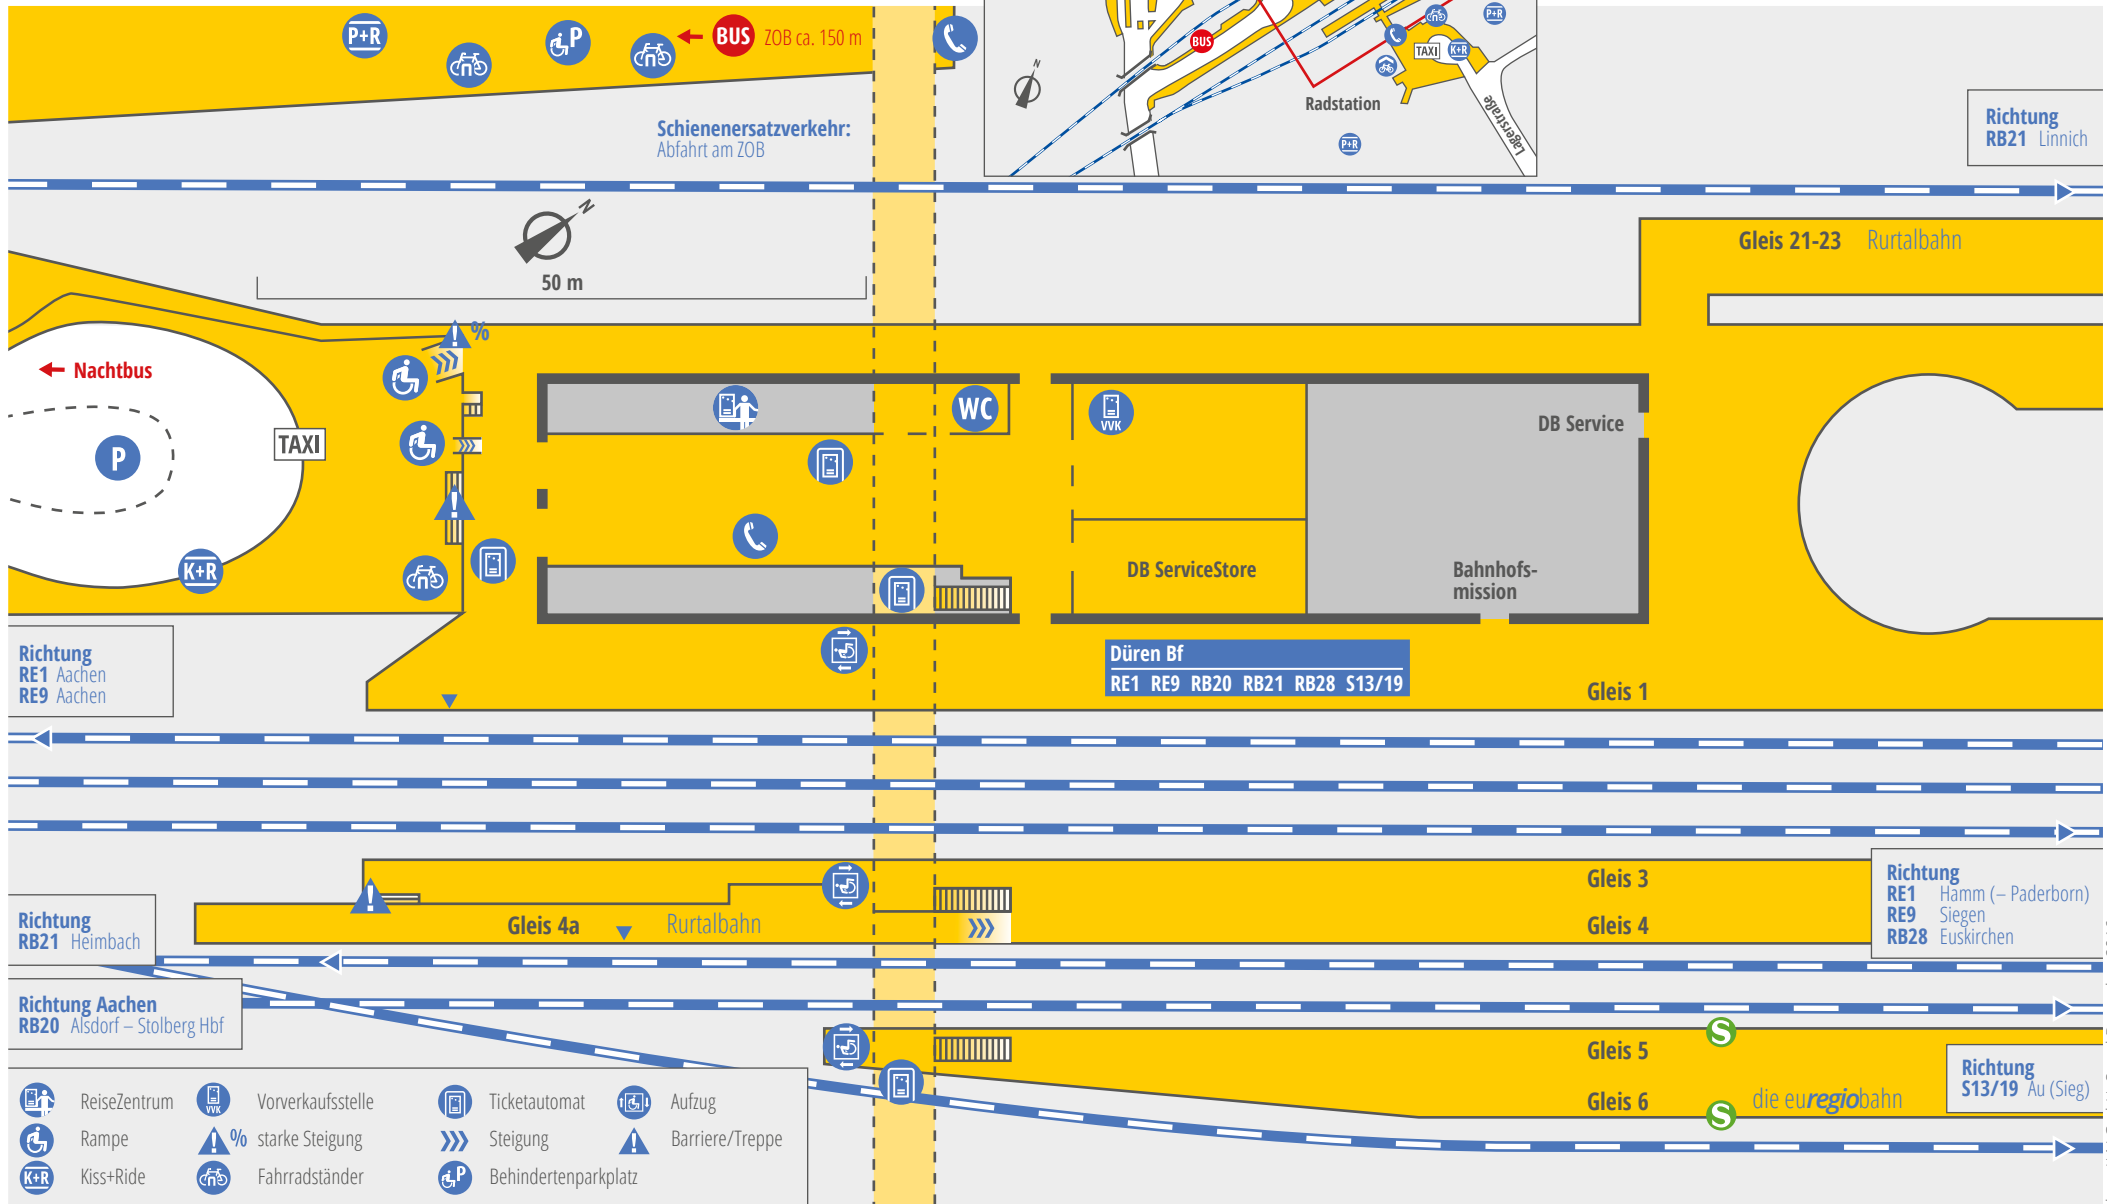 P+R
P
BUS ZOB ca. 150 m
Schienenersatzverkehr:
Abfahrt am ZOB
N
BUS
P+R
TAXI K+R
Radstation
Lagerstraße
P+R
Richtung
RB21 Linnich
N
50 m
Gleis 21-23 Rurtalbahn
%
Nachtbus
P
TAXI
K+R
WC
VVK
DB Service
DB ServiceStore
Bahnhofs-
mission
Richtung
RE1 Aachen
RE9 Aachen
Düren Bf
RE1 RE9 RB20 RB21 RB28 S13/19
Gleis 1
Gleis 3
Gleis 4a Rurtalbahn
Gleis 4
Richtung
RE1 Hamm (– Paderborn)
RE9 Siegen
RB28 Euskirchen
Richtung
RB21 Heimbach
Richtung Aachen
RB20 Alsdorf – Stolberg Hbf
Gleis 5
S
Gleis 6
S
die euregiobahn
Richtung
S13/19 Au (Sieg)
ReiseZentrum
VVK Vorverkaufsstelle
Ticketautomat
Aufzug
Rampe
% starke Steigung
Steigung
Barriere/Treppe
K+R Kiss+Ride
Fahrradständer
P Behindertenparkplatz